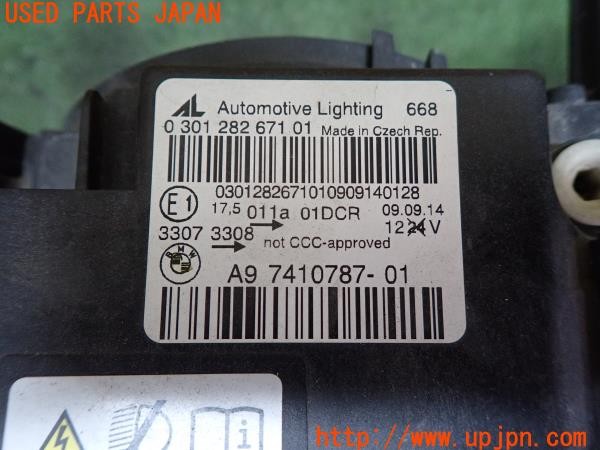 USED PARTS JAPAN
AL Automotive Lighting 668
0 301 282 671 01 Made in Czech Rep.
0301282671010909140128
E1 17,5 011a 01DCR 09.09.14
12 24 V
3307 3308 not CCC-approved
BMW
A9 7410787-01
i
http://www.upjpn.com/